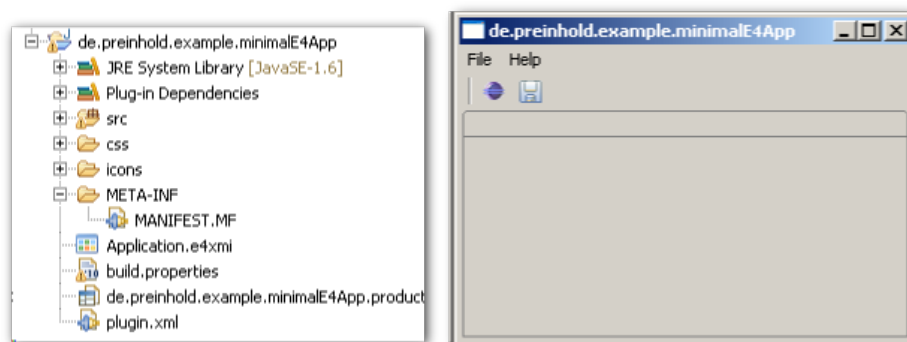 de.preinhold.example.minimalE4App
JRE System Library [JavaSE-1.6]
Plug-in Dependencies
src
css
icons
META-INF
MANIFEST.MF
Application.e4xmi
build.properties
de.preinhold.example.minimalE4App.product
plugin.xml
de.preinhold.example.minimalE4App
File Help